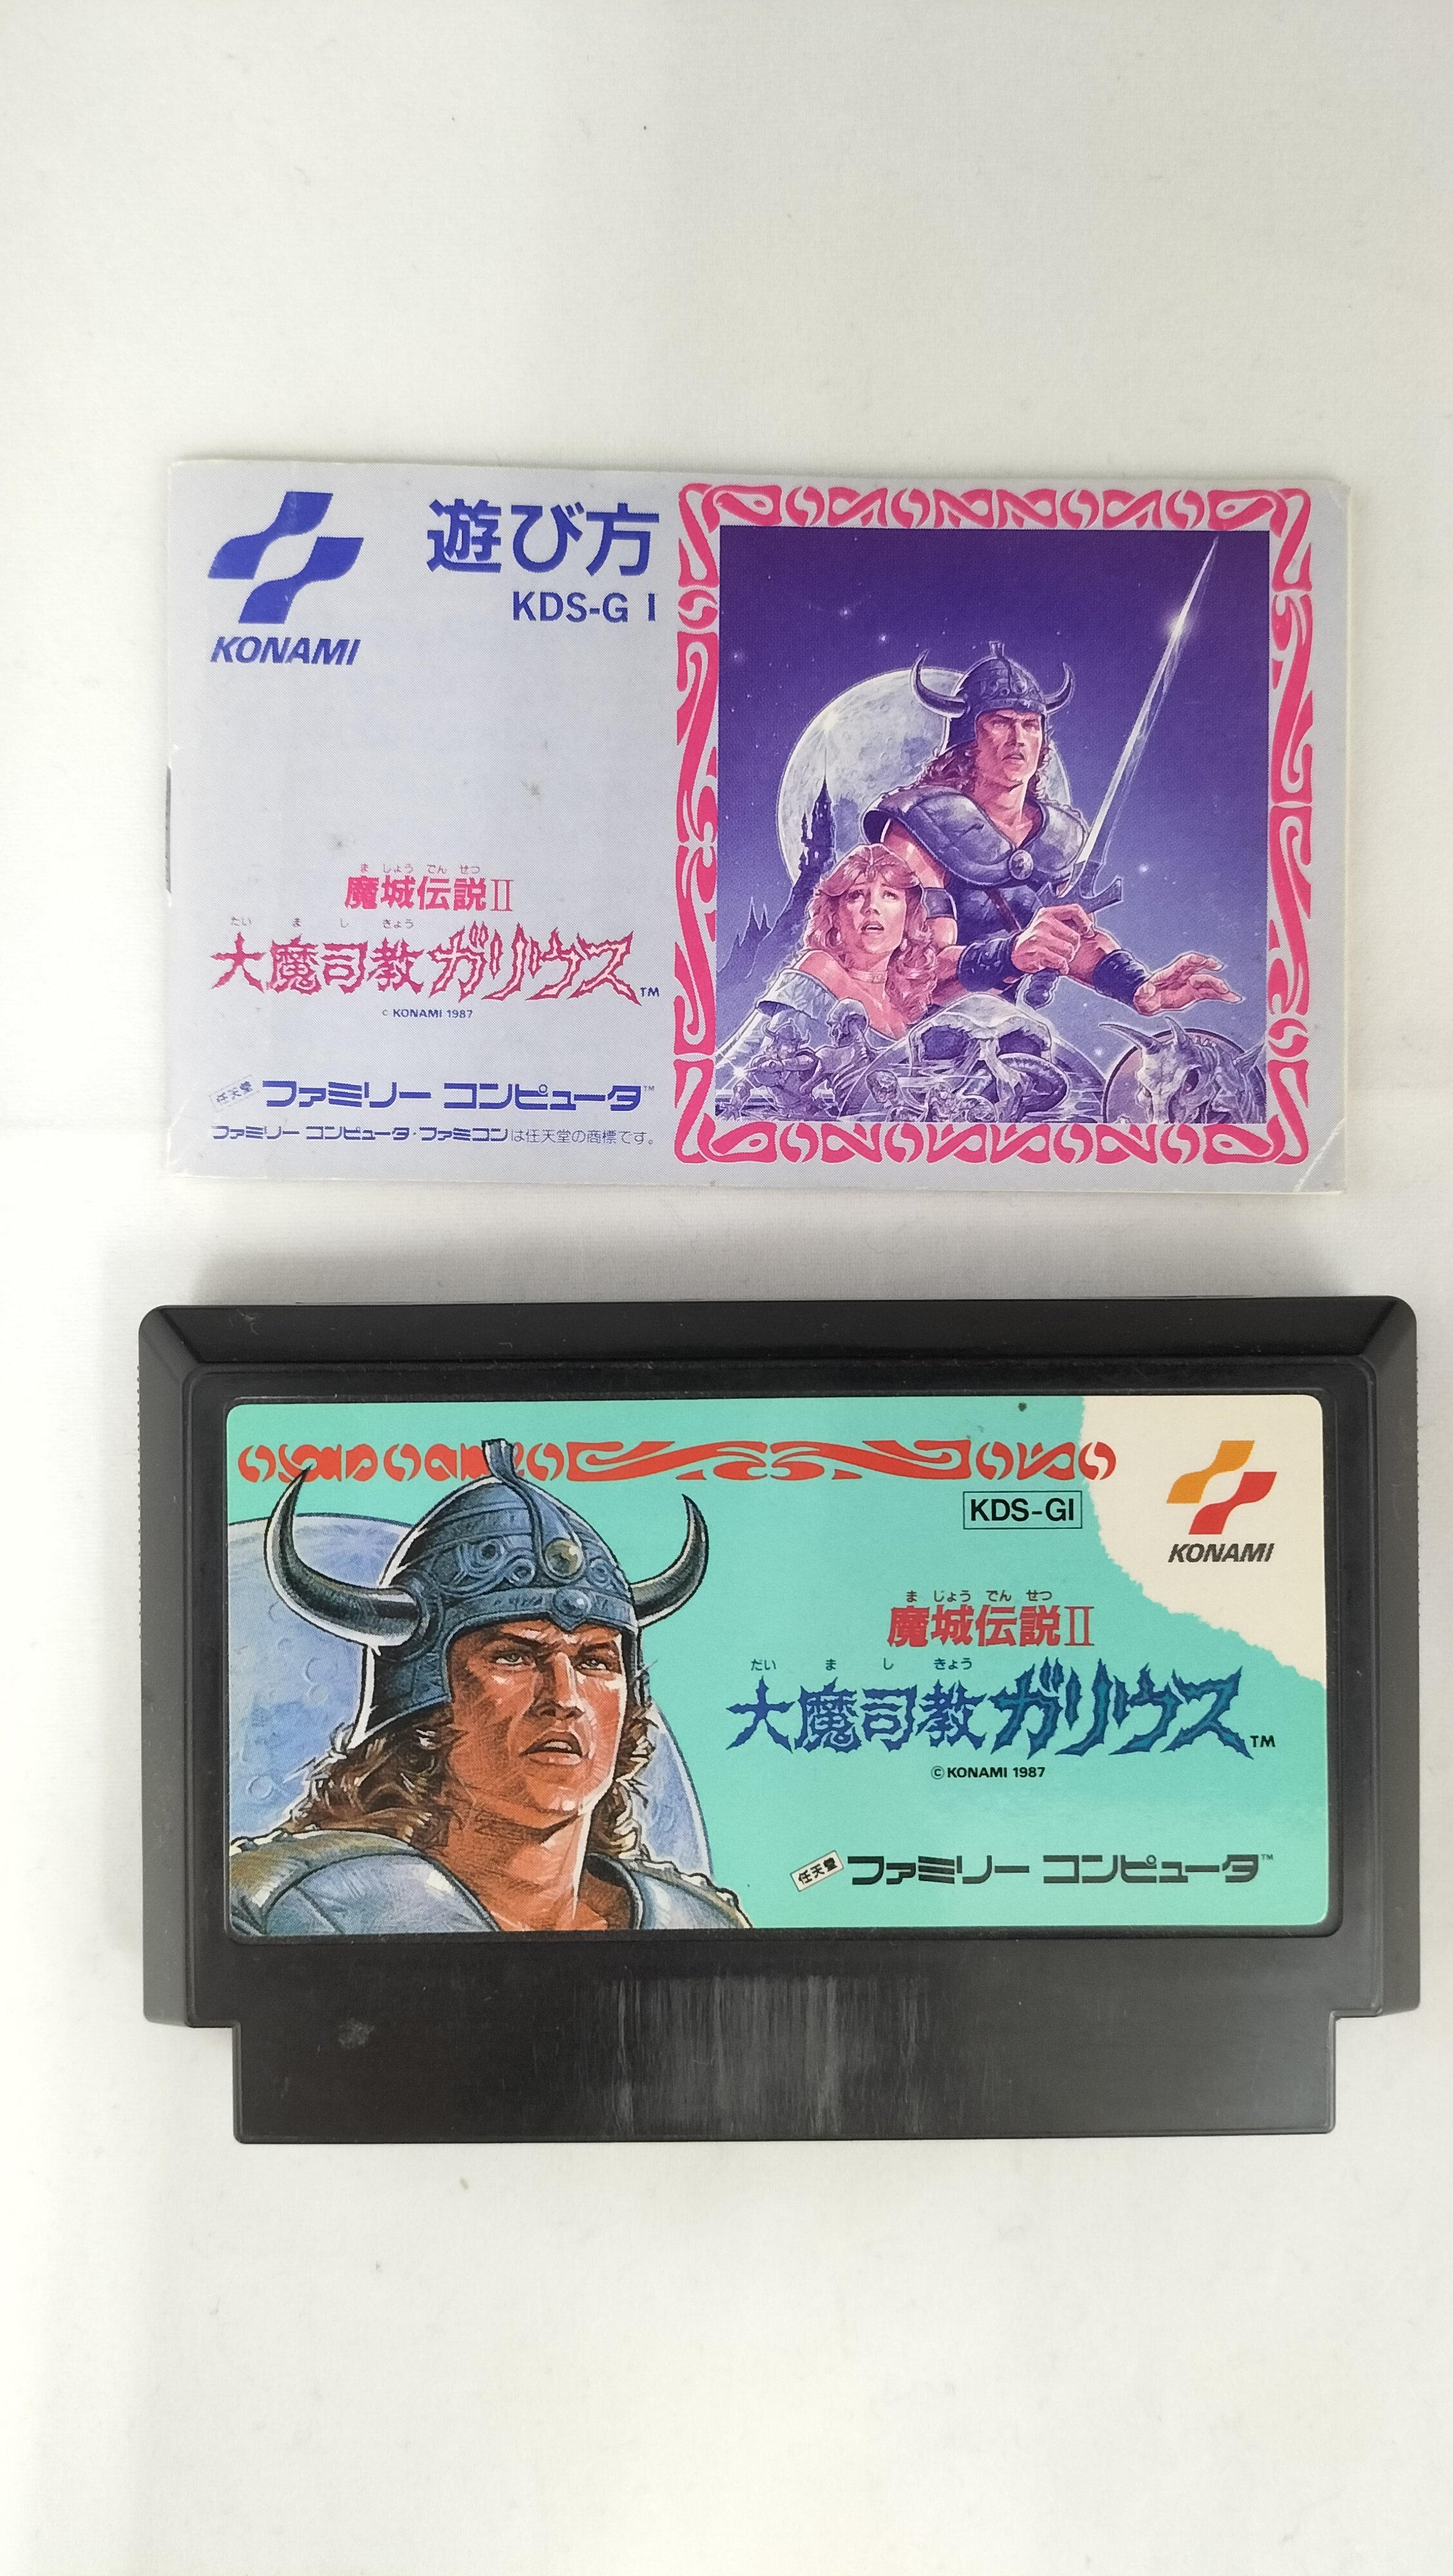 遊び方
KDS-G I
KONAMI
ま しょう でん せつ
魔城伝説II
だい ま し きょう
大魔司教ガリウス™
© KONAMI 1987
任天堂 ファミリー コンピュータ™
ファミリー コンピュータ・ファミコンは任天堂の商標です。
KDS-GI
KONAMI
ま じょう でん せつ
魔城伝説II
だい ま し きょう
大魔司教ガリウス™
© KONAMI 1987
任天堂 ファミリー コンピュータ™